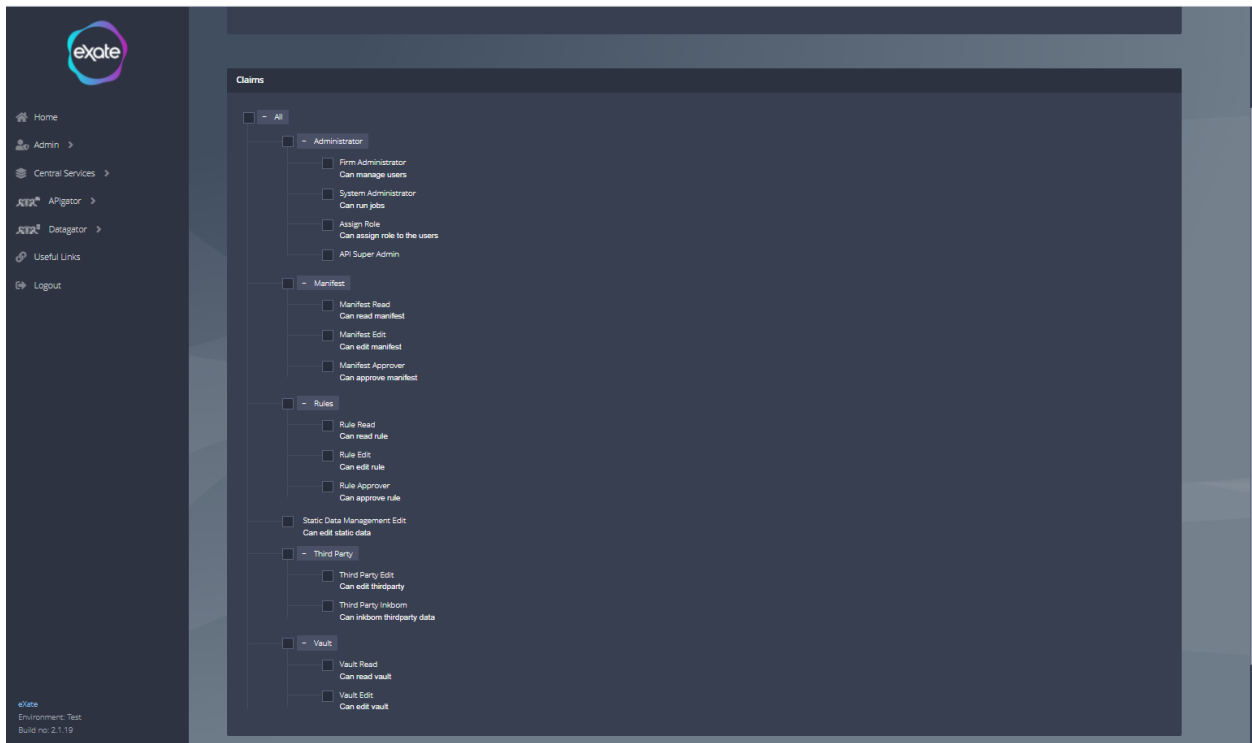 eXate
Home
Admin
Central Services
APIgator
Datagator
Useful Links
Logout
eXate
Environment: Test
Build no: 2.1.19
Claims
− All
− Administrator
Firm Administrator
Can manage users
System Administrator
Can run jobs
Assign Role
Can assign role to the users
API Super Admin
− Manifest
Manifest Read
Can read manifest
Manifest Edit
Can edit manifest
Manifest Approver
Can approve manifest
− Rules
Rule Read
Can read rule
Rule Edit
Can edit rule
Rule Approver
Can approve rule
Static Data Management Edit
Can edit static data
− Third Party
Third Party Edit
Can edit thirdparty
Third Party Inkbom
Can inkbom thirdparty data
− Vault
Vault Read
Can read vault
Vault Edit
Can edit vault